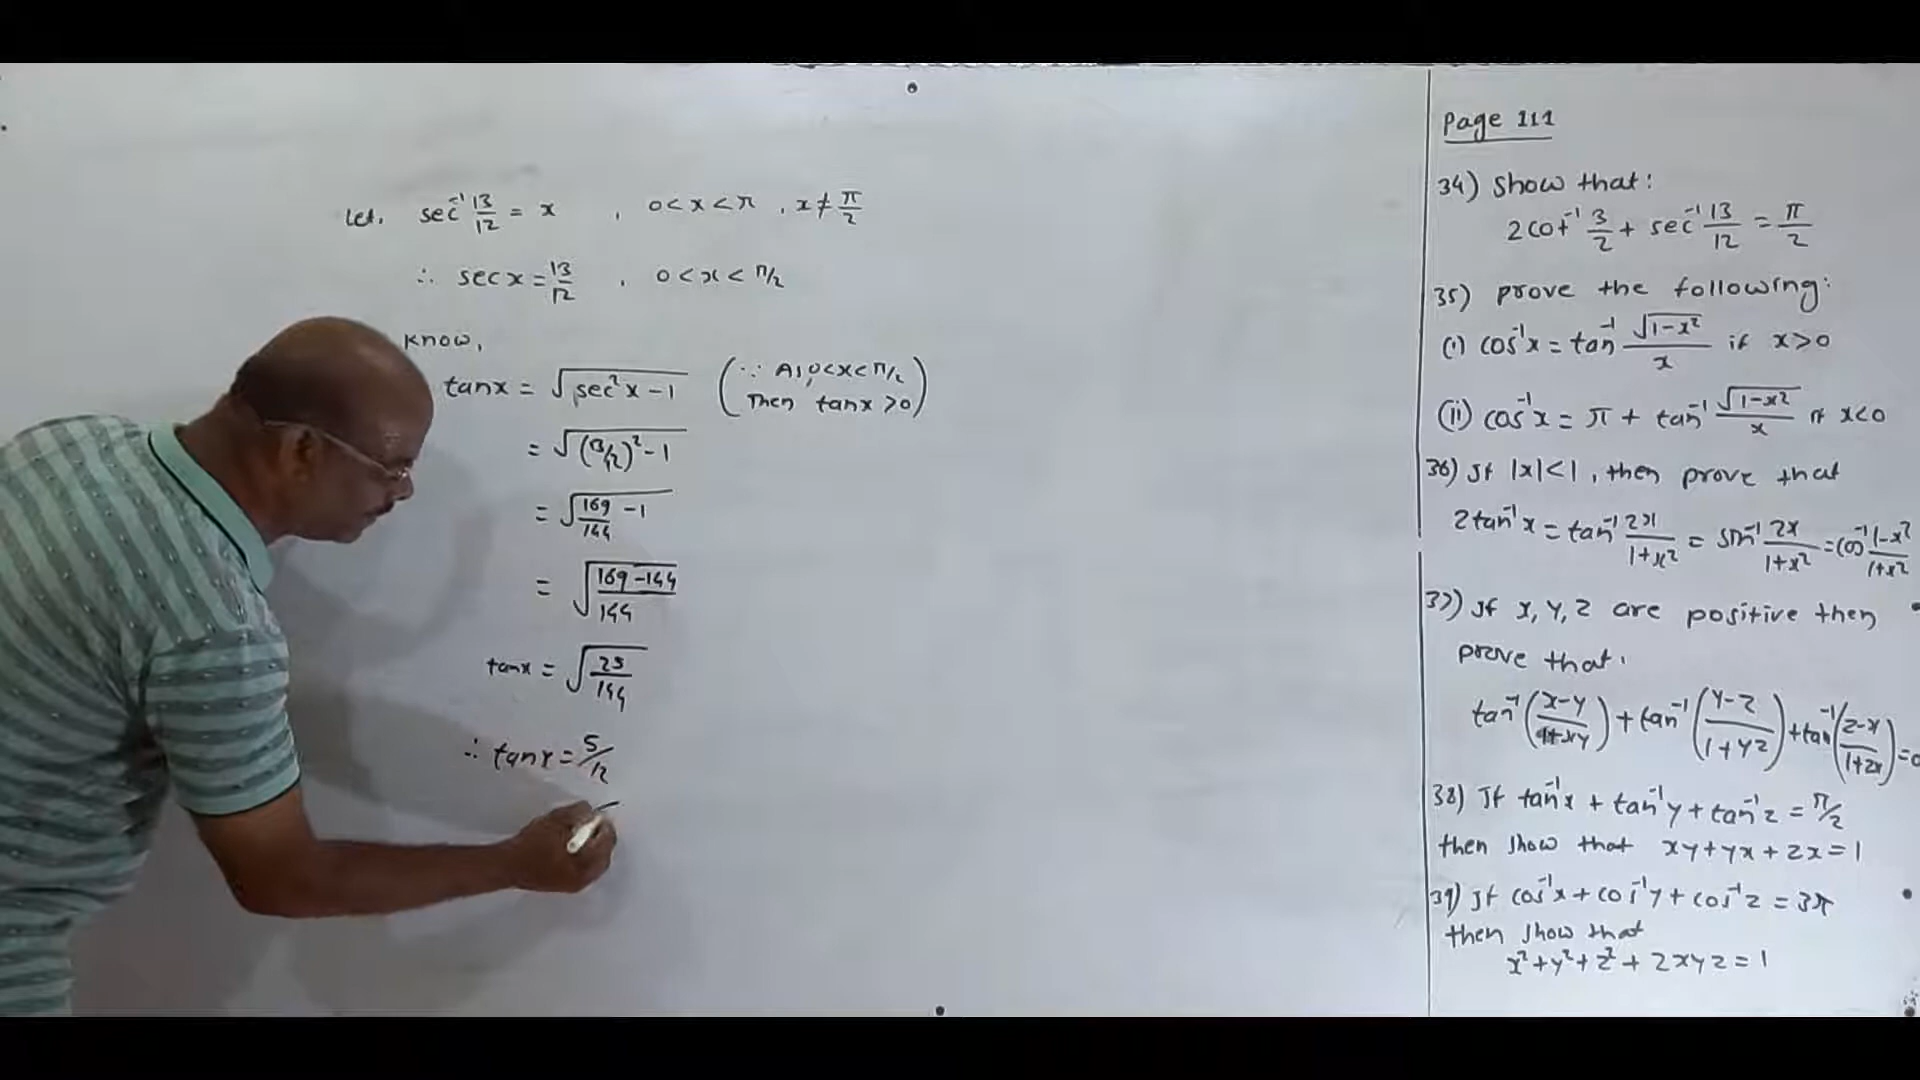 Let, sec⁻¹ 13/12 = x , 0 < x < π , x ≠ π/2
∴ sec x = 13/12 , 0 < x < π/2
know,
tan x = √(sec²x − 1) (∵ As, 0 < x < π/2
Then tan x > 0)
= √((13/12)² − 1)
= √(169/144 − 1)
= √((169 − 144)/144)
tan x = √(25/144)
∴ tan x = 5/12
Page 111
34) Show that:
2 cot⁻¹ 3/2 + sec⁻¹ 13/12 = π/2
35) prove the following:
(i) cos⁻¹x = tan⁻¹ √(1−x²)/x if x > 0
(ii) cos⁻¹x = π + tan⁻¹ √(1−x²)/x if x < 0
36) If |x| < 1, then prove that
2 tan⁻¹x = tan⁻¹ 2x/(1+x²) = sin⁻¹ 2x/(1+x²) = cos⁻¹ (1−x²)/(1+x²)
37) If x, y, z are positive then
prove that.
tan⁻¹((x−y)/(1+xy)) + tan⁻¹((y−z)/(1+yz)) + tan⁻¹((z−x)/(1+zx)) = 0
38) If tan⁻¹x + tan⁻¹y + tan⁻¹z = π/2
then show that xy + yx + zx = 1
39) If cos⁻¹x + cos⁻¹y + cos⁻¹z = 3π
then show that
x² + y² + z² + 2xyz = 1